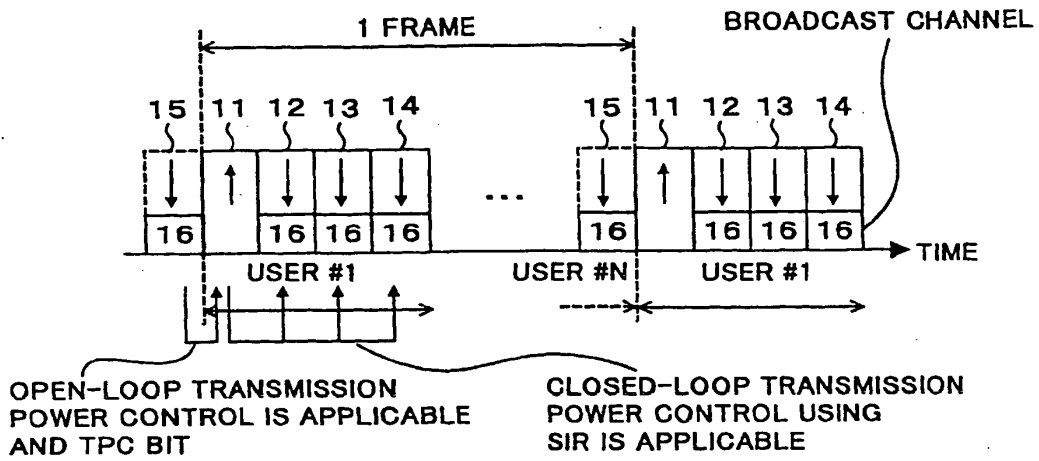 1 FRAME
BROADCAST CHANNEL
15 11 12 13 14 15 11 12 13 14
...
16 16 16 16 16 16 16 16
TIME
USER #1 USER #N USER #1
OPEN-LOOP TRANSMISSION
POWER CONTROL IS APPLICABLE
AND TPC BIT
CLOSED-LOOP TRANSMISSION
POWER CONTROL USING
SIR IS APPLICABLE